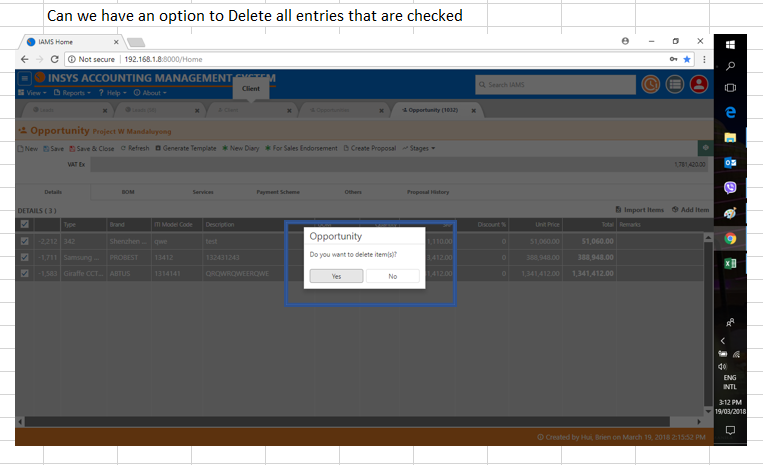 Can we have an option to Delete all entries that are checked
IAMS Home
Not secure 192.168.1.8:8000/Home
INSYS ACCOUNTING MANAGEMENT SYSTEM
Search IAMS
View Reports ? Help About
Client
Opportunity (1032)
Opportunity Project W Mandaluyong
New Save Save & Close Refresh Generate Template New Diary For Sales Endorsement Create Proposal Stages
VAT Ex 1,781,420.00
Details BOM Services Payment Scheme Others Proposal History
DETAILS ( 3 ) Import Items Add Item
Type Brand ITI Model Code Description Discount % Unit Price Total Remarks
-2,212 342 Shenzhen ... qwe test 1,110.00 0 51,060.00 51,060.00
-1,711 Samsung ... PROBEST 13412 132431243 3,412.00 0 388,948.00 388,948.00
-1,583 Giraffe CCT... ABTUS 1314141 QRQWRQWEERQWE 1,412.00 0 1,341,412.00 1,341,412.00
Opportunity
Do you want to delete item(s)?
Yes No
Created by Hui, Brien on March 19, 2018 2:15:52 PM
ENG
INTL
3:12 PM
19/03/2018